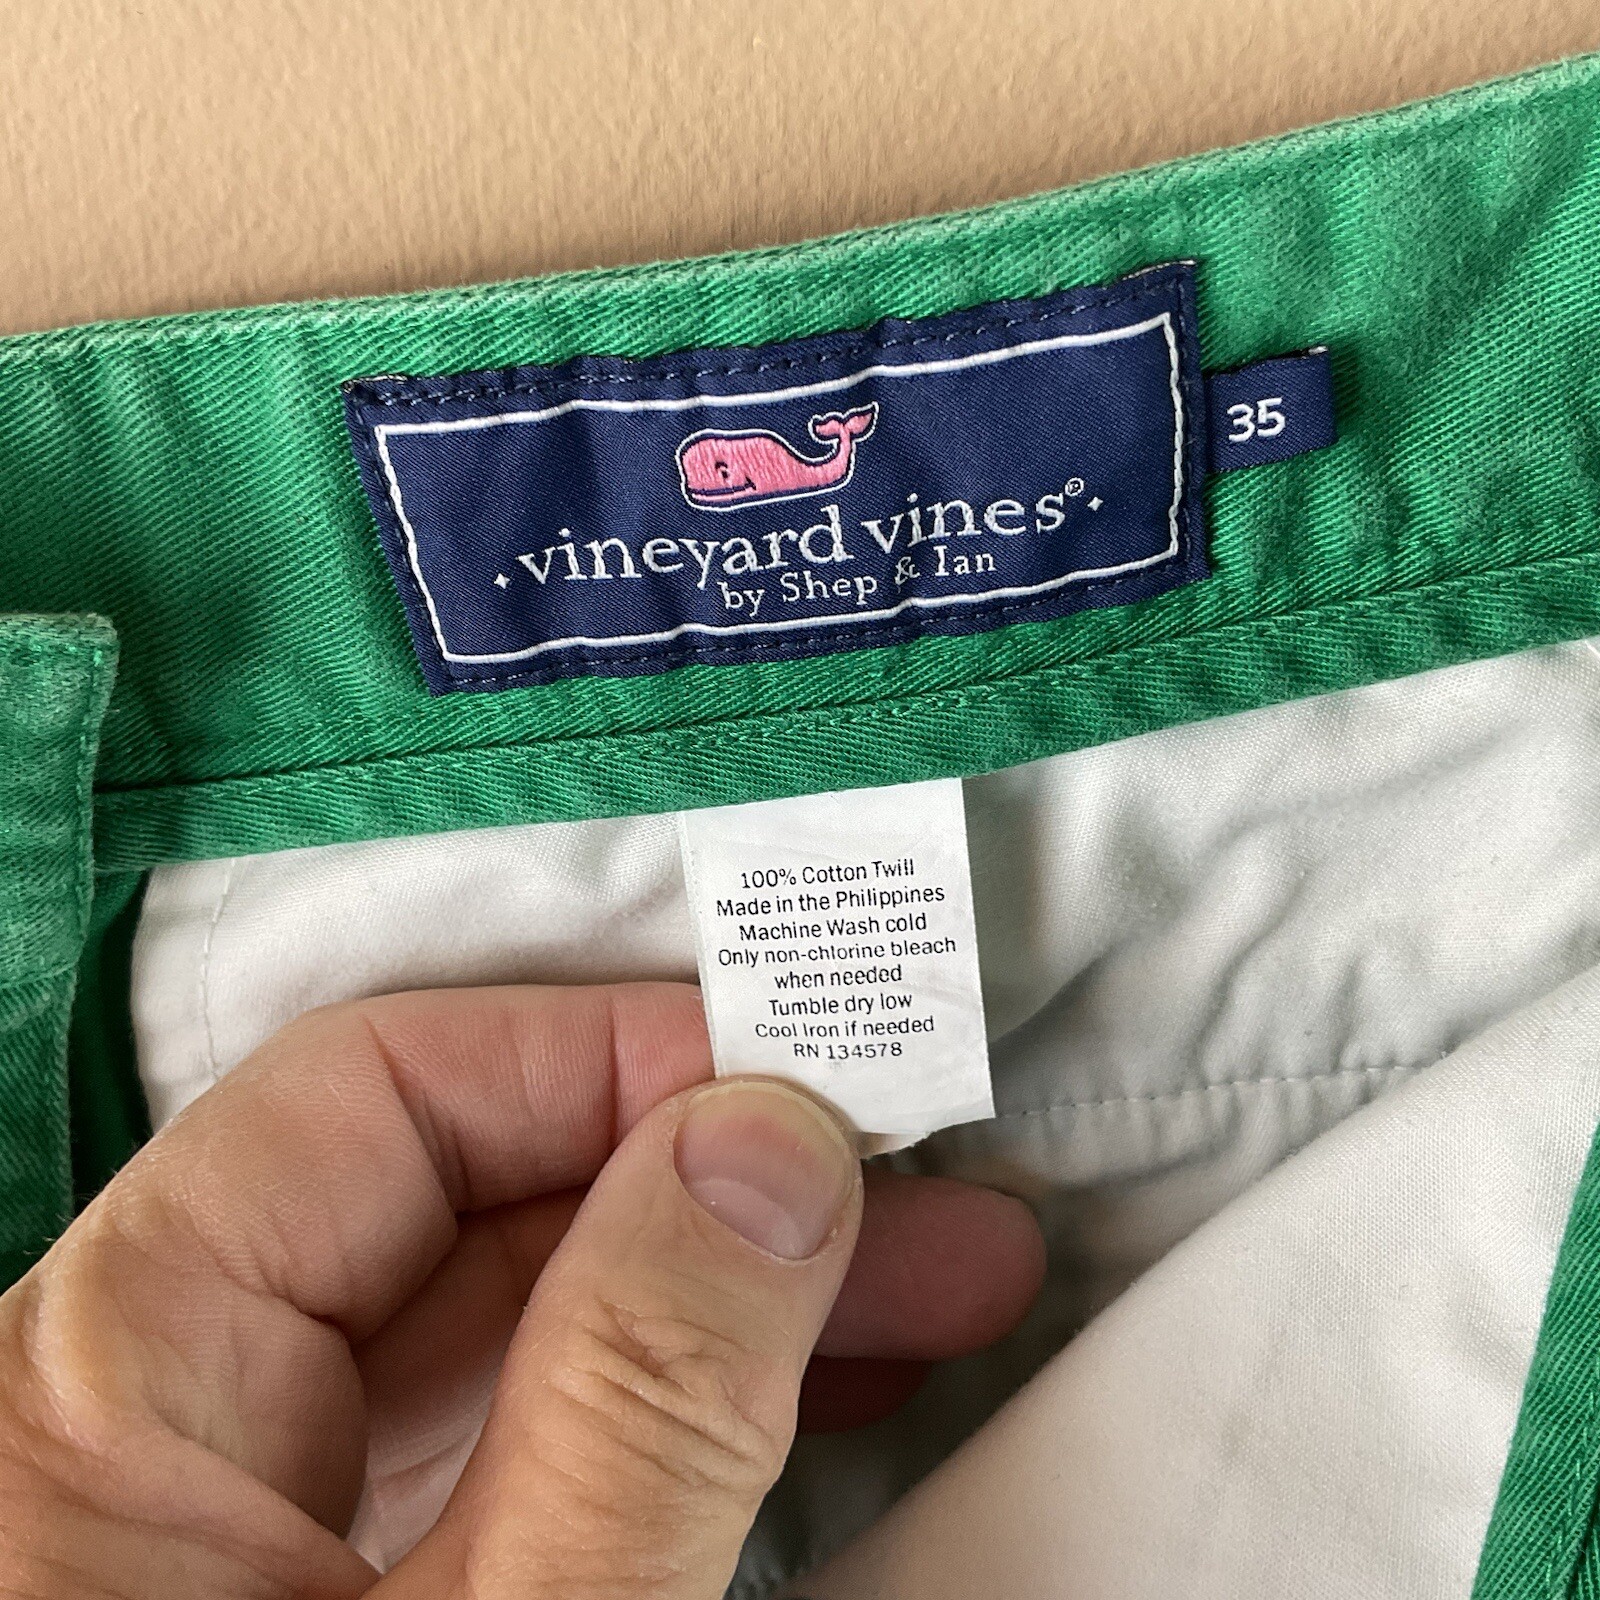 vineyard vines®
by Shep & Ian
35
100% Cotton Twill
Made in the Philippines
Machine Wash cold
Only non-chlorine bleach
when needed
Tumble dry low
Cool Iron if needed
RN 134578